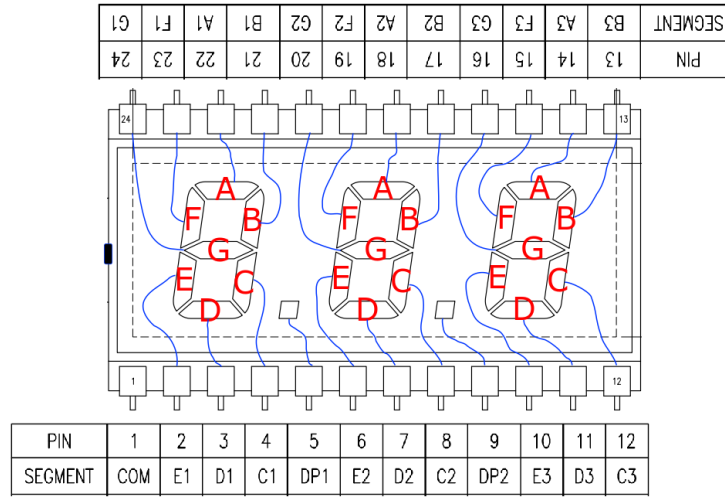 G1 F1 A1 B1 G2 F2 A2 B2 G3 F3 A3 B3 SEGMENT
24 23 22 21 20 19 18 17 16 15 14 13 PIN
24 13
A A A
F B F B F B
G G G
E C E C E C
D D D
1 12
PIN 1 2 3 4 5 6 7 8 9 10 11 12
SEGMENT COM E1 D1 C1 DP1 E2 D2 C2 DP2 E3 D3 C3